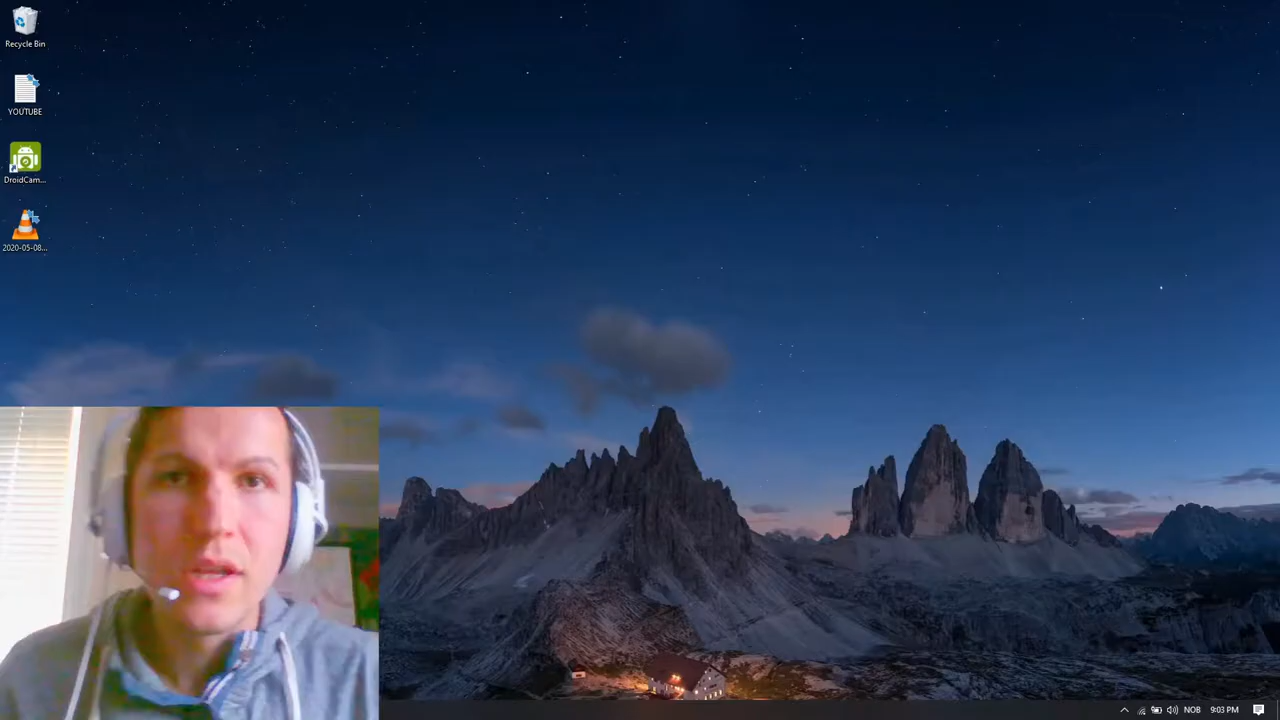 Recycle Bin
YOUTUBE
DroidCam...
2020-05-08...
NOB
9:03 PM